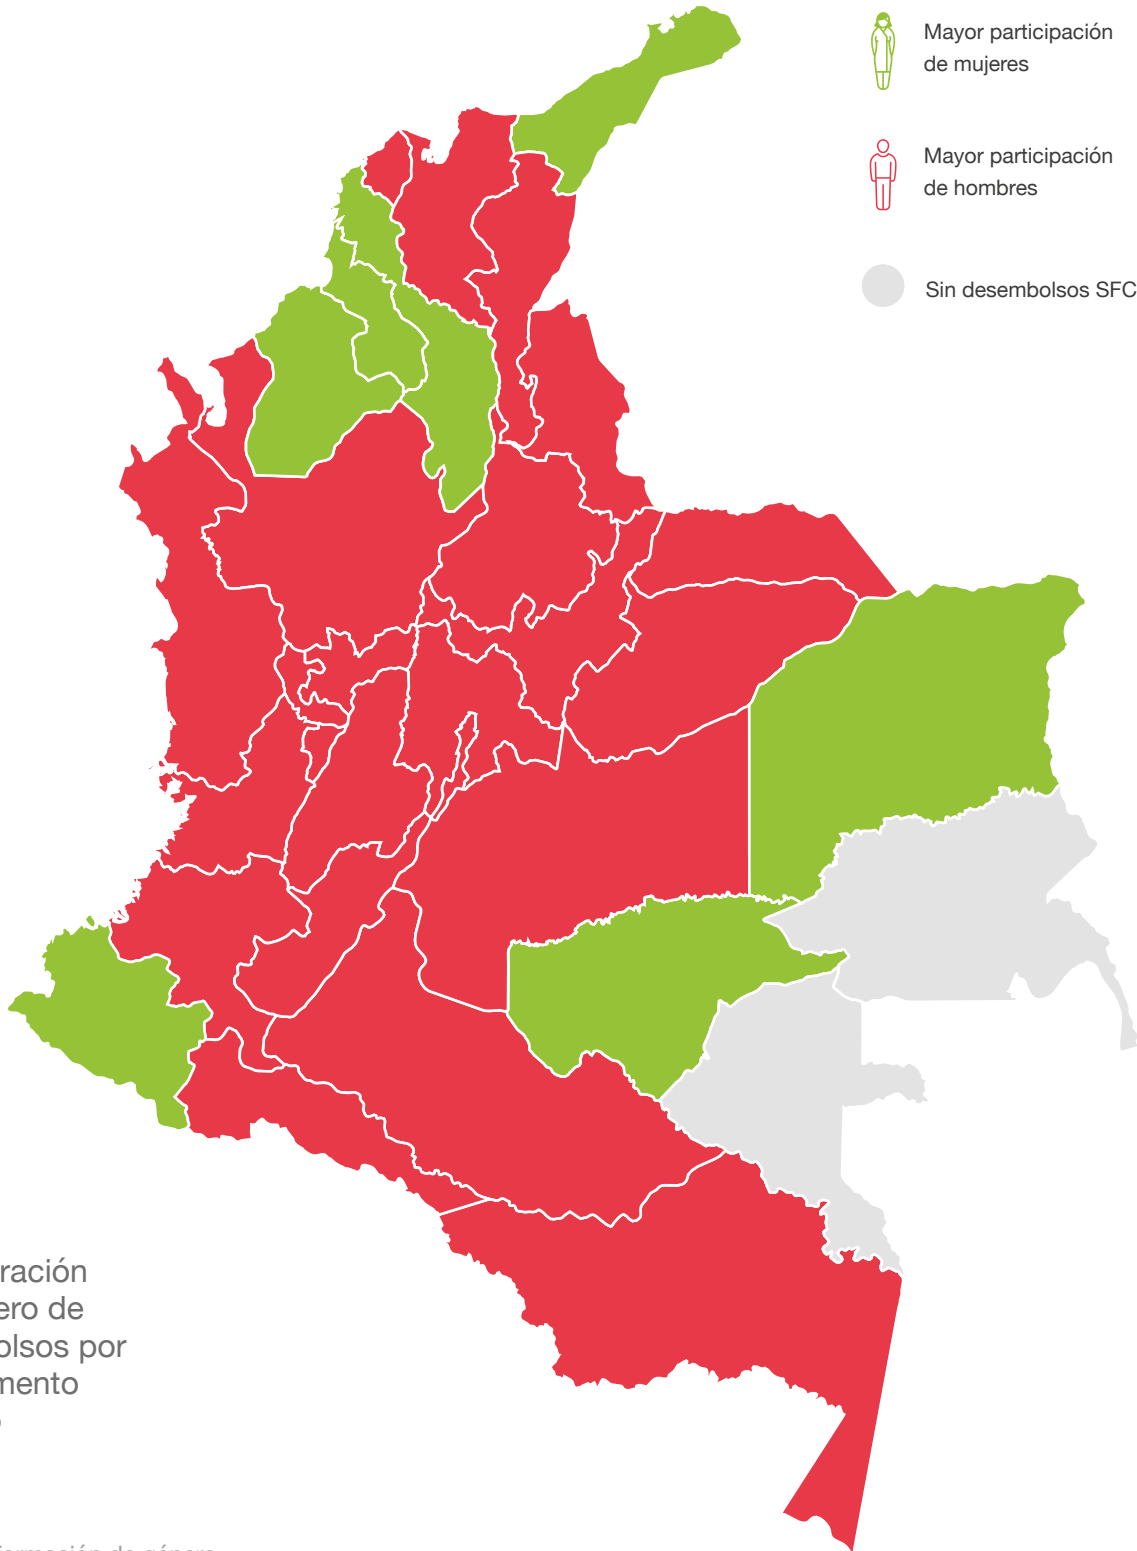 Mayor participación
de mujeres
Mayor participación
de hombres
Sin desembolsos SFC
ración
ero de
olsos por
mento